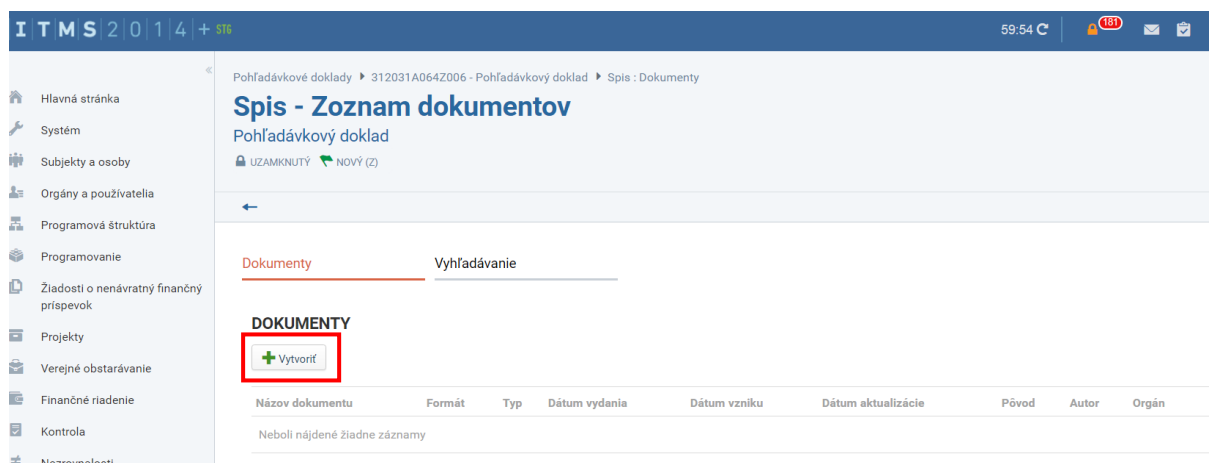 ITMS2014+ STG
59:54
181
Pohľadávkové doklady 312031A064Z006 - Pohľadávkový doklad Spis : Dokumenty
Spis - Zoznam dokumentov
Pohľadávkový doklad
UZAMKNUTÝ NOVÝ (Z)
Hlavná stránka
Systém
Subjekty a osoby
Orgány a používatelia
Programová štruktúra
Programovanie
Žiadosti o nenávratný finančný
príspevok
Projekty
Verejné obstarávanie
Finančné riadenie
Kontrola
Nezrovnalosti
Dokumenty Vyhľadávanie
DOKUMENTY
Vytvoriť
Názov dokumentu Formát Typ Dátum vydania Dátum vzniku Dátum aktualizácie Pôvod Autor Orgán
Neboli nájdené žiadne záznamy